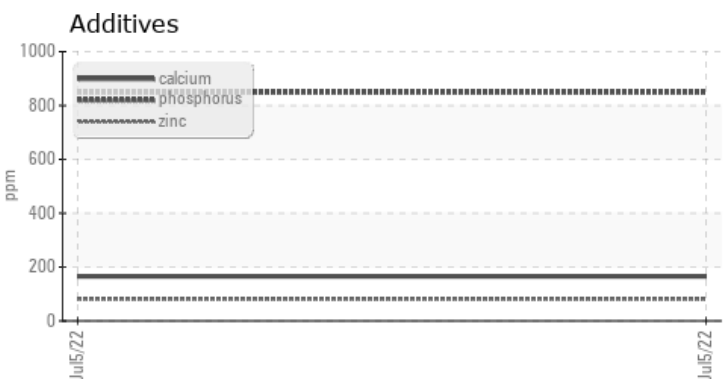 Additives
1000
calcium
phosphorus
zinc
800
600
400
200
0
ppm
Jul5/22
Jul5/22